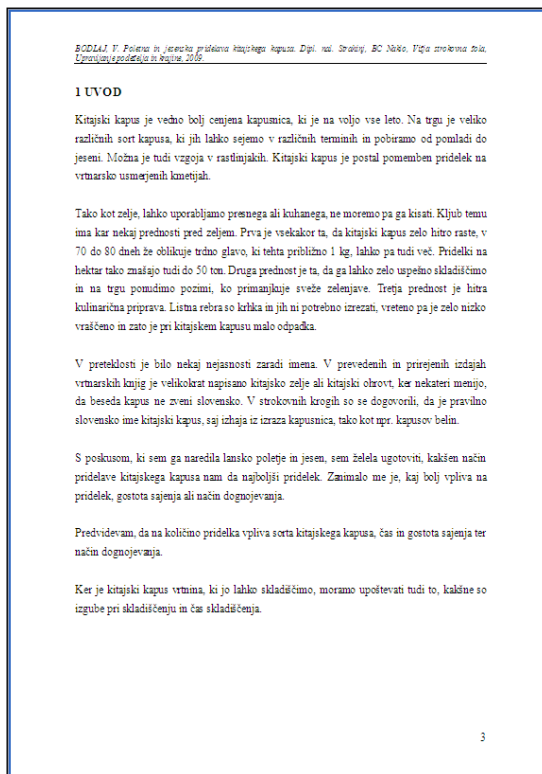 BODLAJ, V. Poletna in jesenska pridelava kitajskega kapusa. Dipl. nal. Strahinj, BC Naklo, Višja strokovna šola,
Upravljanje podeželja in krajine, 2009.
1 UVOD
Kitajski kapus je vedno bolj cenjena kapusnica, ki je na voljo vse leto. Na trgu je veliko
različnih sort kapusa, ki jih lahko sejemo v različnih terminih in pobiramo od pomladi do
jeseni. Možna je tudi vzgoja v rastlinjakih. Kitajski kapus je postal pomemben pridelek na
vrtnarsko usmerjenih kmetijah.
Tako kot zelje, lahko uporabljamo presnega ali kuhanega, ne moremo pa ga kisati. Kljub temu
ima kar nekaj prednosti pred zeljem. Prva je vsekakor ta, da kitajski kapus zelo hitro raste, v
70 do 80 dneh že oblikuje trdno glavo, ki tehta približno 1 kg, lahko pa tudi več. Pridelki na
hektar tako znašajo tudi do 50 ton. Druga prednost je ta, da ga lahko zelo uspešno skladiščimo
in na trgu ponudimo pozimi, ko primanjkuje sveže zelenjave. Tretja prednost je hitra
kulinarična priprava. Listna rebra so krhka in jih ni potrebno izrezati, vreteno pa je zelo nizko
vraščeno in zato je pri kitajskem kapusu malo odpadka.
V preteklosti je bilo nekaj nejasnosti zaradi imena. V prevedenih in prirejenih izdajah
vrtnarskih knjig je velikokrat napisano kitajsko zelje ali kitajski ohrovt, ker nekateri menijo,
da beseda kapus ne zveni slovensko. V strokovnih krogih so se dogovorili, da je pravilno
slovensko ime kitajski kapus, saj izhaja iz izraza kapusnica, tako kot npr. kapusov belin.
S poskusom, ki sem ga naredila lansko poletje in jesen, sem želela ugotoviti, kakšen način
pridelave kitajskega kapusa nam da najboljši pridelek. Zanimalo me je, kaj bolj vpliva na
pridelek, gostota sajenja ali način dognojevanja.
Predvidevam, da na količino pridelka vpliva sorta kitajskega kapusa, čas in gostota sajenja ter
način dognojevanja.
Ker je kitajski kapus vrtnina, ki jo lahko skladiščimo, moramo upoštevati tudi to, kakšne so
izgube pri skladiščenju in čas skladiščenja.
3